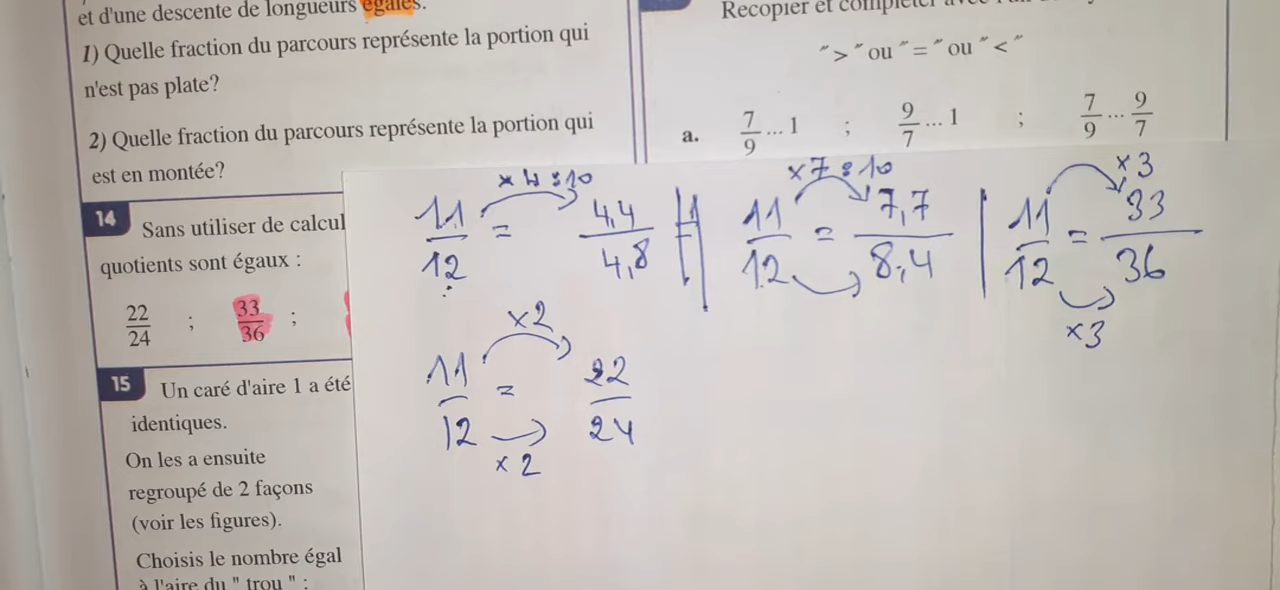 et d'une descente de longueurs égales.
1) Quelle fraction du parcours représente la portion qui
n'est pas plate?
2) Quelle fraction du parcours représente la portion qui
est en montée?
14 Sans utiliser de calcul
quotients sont égaux :
22/24 ; 33/36 ;
15 Un caré d'aire 1 a été
identiques.
On les a ensuite
regroupé de 2 façons
(voir les figures).
Choisis le nombre égal
à l'aire du " trou " :
Recopier et compléter
" > " ou " = " ou " < "
a. 7/9 ... 1 ; 9/7 ... 1 ; 7/9 ... 9/7
×4 : 10
11/12 = 4,4/4,8
×7 : 10
11/12 = 7,7/8,4
×3
11/12 = 33/36
×3
×2
11/12 = 22/24
×2